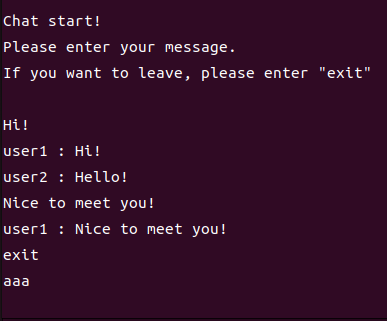 Chat start!
Please enter your message.
If you want to leave, please enter "exit"
Hi!
user1 : Hi!
user2 : Hello!
Nice to meet you!
user1 : Nice to meet you!
exit
aaa